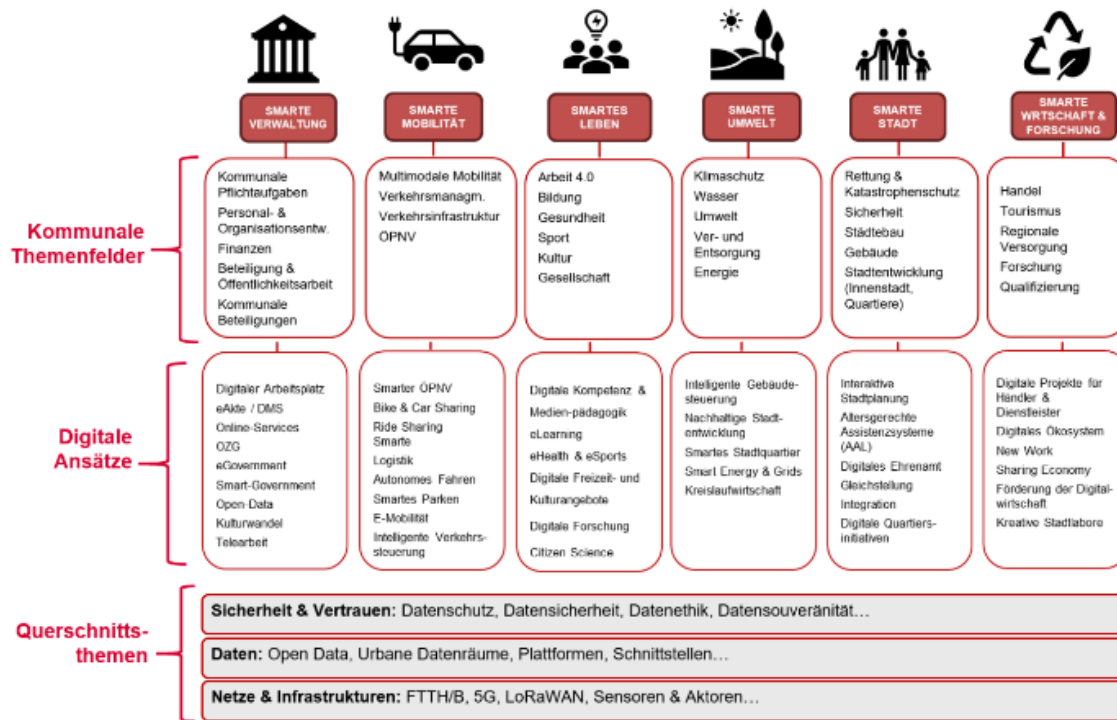 SMARTE
VERWALTUNG
SMARTE
MOBILITÄT
SMARTES
LEBEN
SMARTE
UMWELT
SMARTE
STADT
SMARTE
WRTSCHAFT &
FORSCHUNG
Kommunale
Themenfelder
Kommunale
Pflichtaufgaben
Personal- &
Organisationsentw.
Finanzen
Beteiligung &
Öffentlichkeitsarbeit
Kommunale
Beteiligungen
Multimodale Mobilität
Verkehrsmanagm.
Verkehrsinfrastruktur
ÖPNV
Arbeit 4.0
Bildung
Gesundheit
Sport
Kultur
Gesellschaft
Klimaschutz
Wasser
Umwelt
Ver- und
Entsorgung
Energie
Rettung &
Katastrophenschutz
Sicherheit
Städtebau
Gebäude
Stadtentwicklung
(Innenstadt,
Quartiere)
Handel
Tourismus
Regionale
Versorgung
Forschung
Qualifizierung
Digitale
Ansätze
Digitaler Arbeitsplatz
eAkte / DMS
Online-Services
OZG
eGovernment
Smart-Government
Open-Data
Kulturwandel
Telearbeit
Smarter ÖPNV
Bike & Car Sharing
Ride Sharing
Smarte
Logistik
Autonomes Fahren
Smartes Parken
E-Mobilität
Intelligente Verkehrs-
steuerung
Digitale Kompetenz &
Medien-pädagogik
eLearning
eHealth & eSports
Digitale Freizeit- und
Kulturangebote
Digitale Forschung
Citizen Science
Intelligente Gebäude-
steuerung
Nachhaltige Stadt-
entwicklung
Smartes Stadtquartier
Smart Energy & Grids
Kreislaufwirtschaft
Interaktive
Stadtplanung
Altersgerechte
Assistenzsysteme
(AAL)
Digitales Ehrenamt
Gleichstellung
Integration
Digitale Quartiers-
initiativen
Digitale Projekte für
Händler &
Dienstleister
Digitales Ökosystem
New Work
Sharing Economy
Förderung der Digital-
wirtschaft
Kreative Stadtlabore
Querschnitts-
themen
Sicherheit & Vertrauen: Datenschutz, Datensicherheit, Datenethik, Datensouveränität…
Daten: Open Data, Urbane Datenräume, Plattformen, Schnittstellen…
Netze & Infrastrukturen: FTTH/B, 5G, LoRaWAN, Sensoren & Aktoren…